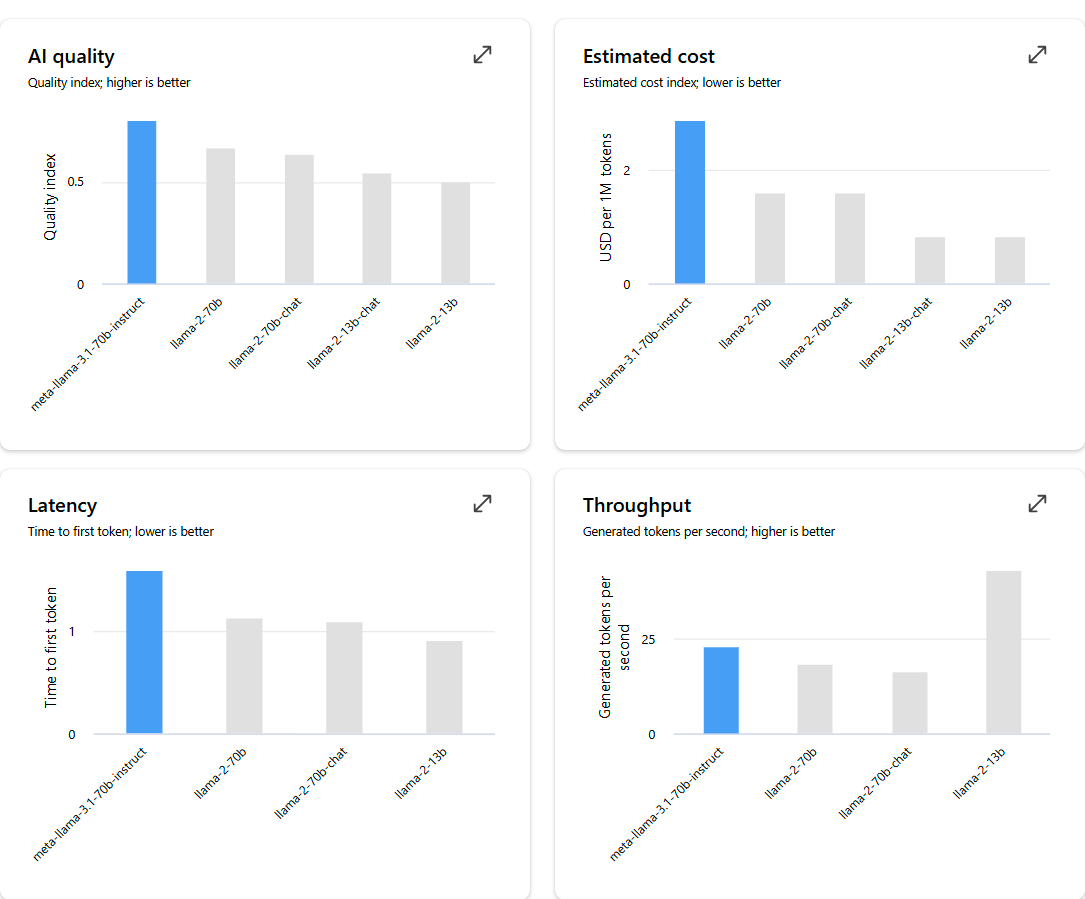 AI quality
Quality index; higher is better
Quality index
0.5
0
meta-llama-3.1-70b-instruct
llama-2-70b
llama-2-70b-chat
llama-2-13b-chat
llama-2-13b
Estimated cost
Estimated cost index; lower is better
USD per 1M tokens
2
0
meta-llama-3.1-70b-instruct
llama-2-70b
llama-2-70b-chat
llama-2-13b-chat
llama-2-13b
Latency
Time to first token; lower is better
Time to first token
1
0
meta-llama-3.1-70b-instruct
llama-2-70b
llama-2-70b-chat
llama-2-13b
Throughput
Generated tokens per second; higher is better
Generated tokens per
second
25
0
meta-llama-3.1-70b-instruct
llama-2-70b
llama-2-70b-chat
llama-2-13b